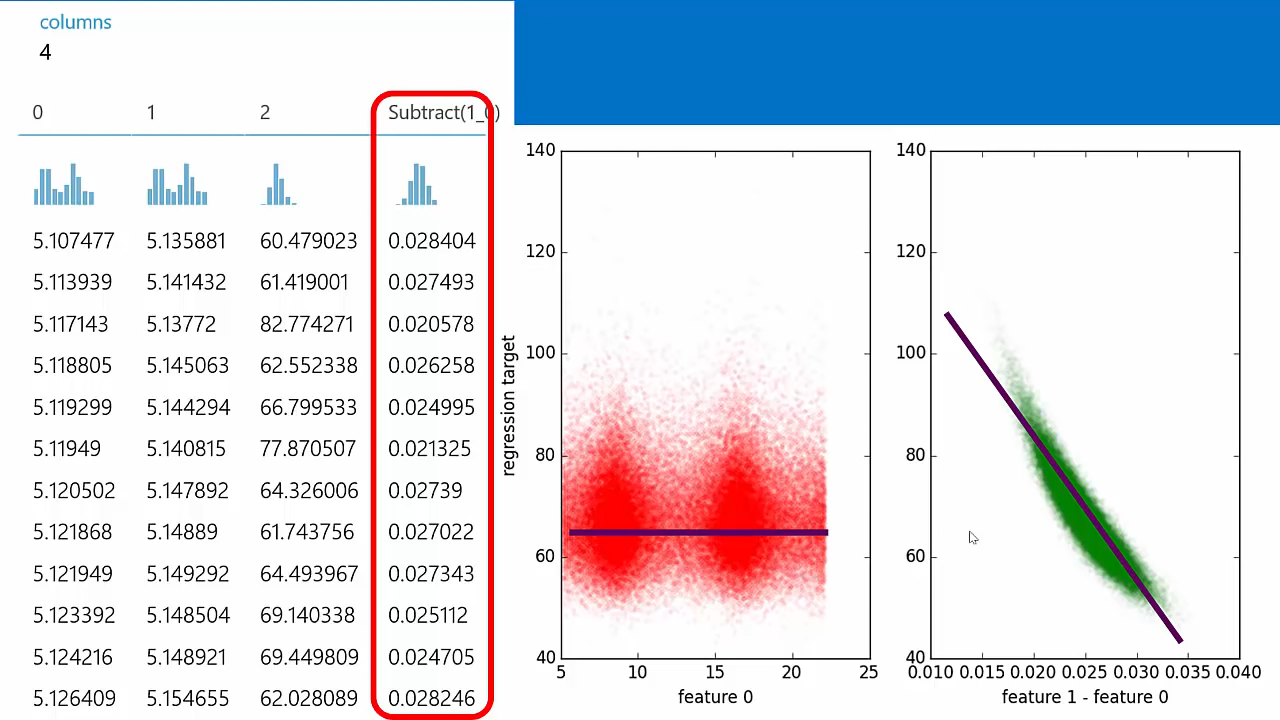 columns
4
0 1 2 Subtract(1_0)
5.107477 5.135881 60.479023 0.028404
5.113939 5.141432 61.419001 0.027493
5.117143 5.13772 82.774271 0.020578
5.118805 5.145063 62.552338 0.026258
5.119299 5.144294 66.799533 0.024995
5.11949 5.140815 77.870507 0.021325
5.120502 5.147892 64.326006 0.02739
5.121868 5.14889 61.743756 0.027022
5.121949 5.149292 64.493967 0.027343
5.123392 5.148504 69.140338 0.025112
5.124216 5.148921 69.449809 0.024705
5.126409 5.154655 62.028089 0.028246
regression target
140
120
100
80
60
40
5 10 15 20 25
feature 0
140
120
100
80
60
40
0.010 0.015 0.020 0.025 0.030 0.035 0.040
feature 1 - feature 0